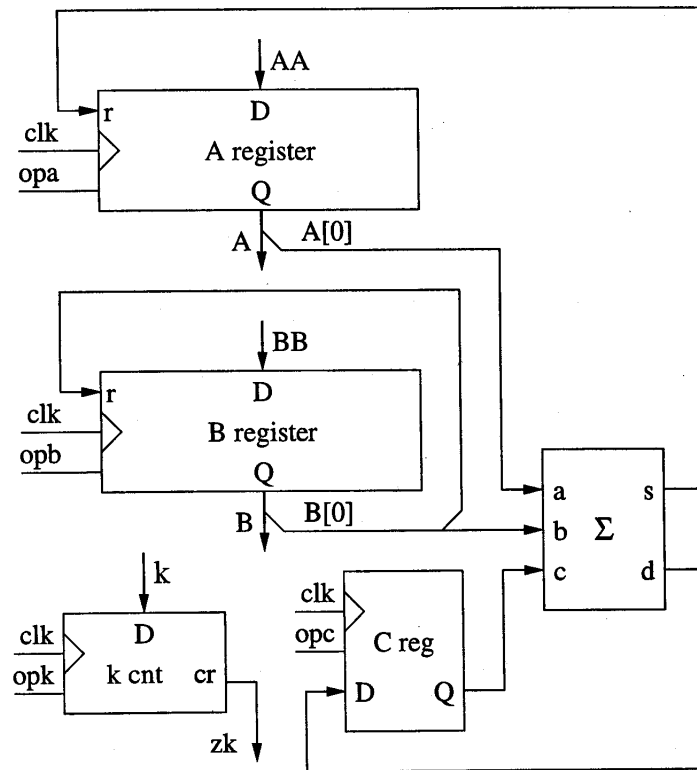 AA
r
D
clk
A register
opa
Q
A
A[0]
BB
r
D
clk
B register
opb
Q
B
B[0]
a
s
b
Σ
c
d
k
clk
D
opk
k cnt
cr
zk
clk
opc
C reg
D
Q